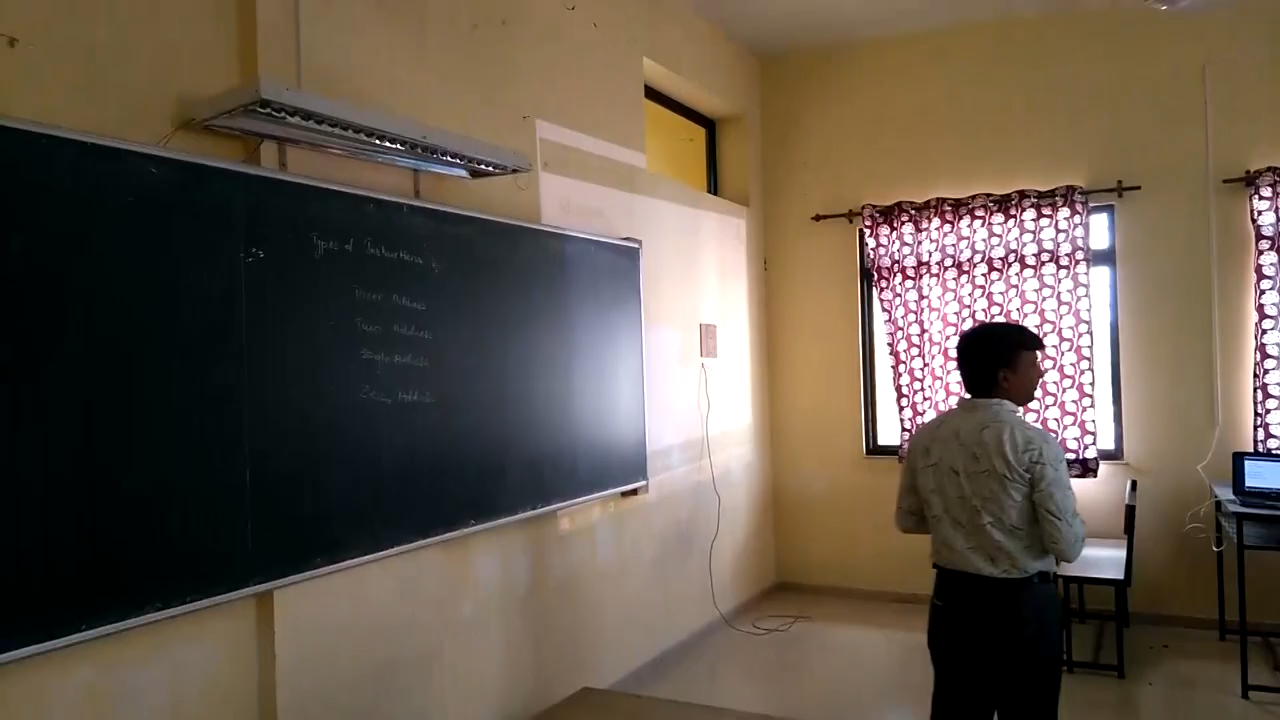 Types of Instructions
Three Address
Two Address
Single Address
Zero Address